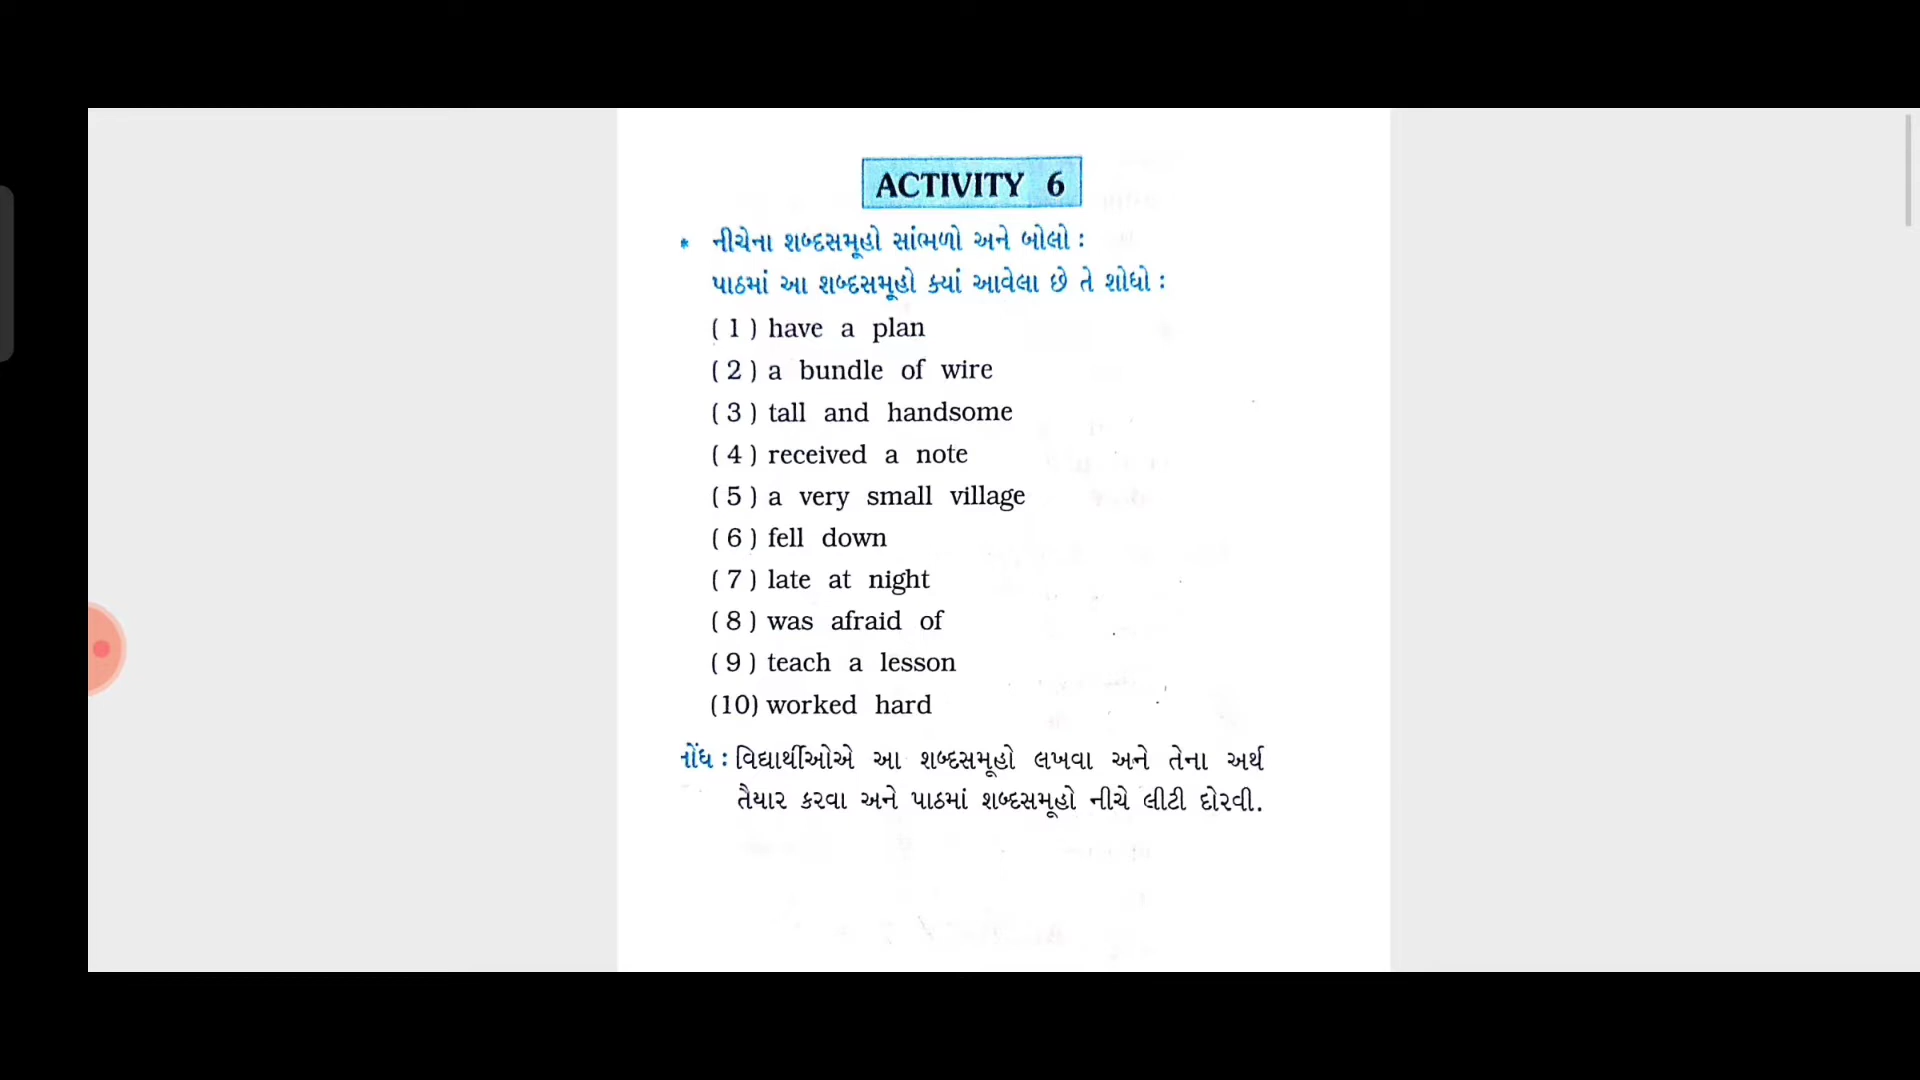 ACTIVITY 6
* નીચેના શબ્દસમૂહો સાંભળો અને બોલો :
પાઠમાં આ શબ્દસમૂહો ક્યાં આવેલા છે તે શોધો :
( 1 ) have a plan
( 2 ) a bundle of wire
( 3 ) tall and handsome
( 4 ) received a note
( 5 ) a very small village
( 6 ) fell down
( 7 ) late at night
( 8 ) was afraid of
( 9 ) teach a lesson
(10) worked hard
નોંધ : વિદ્યાર્થીઓએ આ શબ્દસમૂહો લખવા અને તેના અર્થ
તૈયાર કરવા અને પાઠમાં શબ્દસમૂહો નીચે લીટી દોરવી.